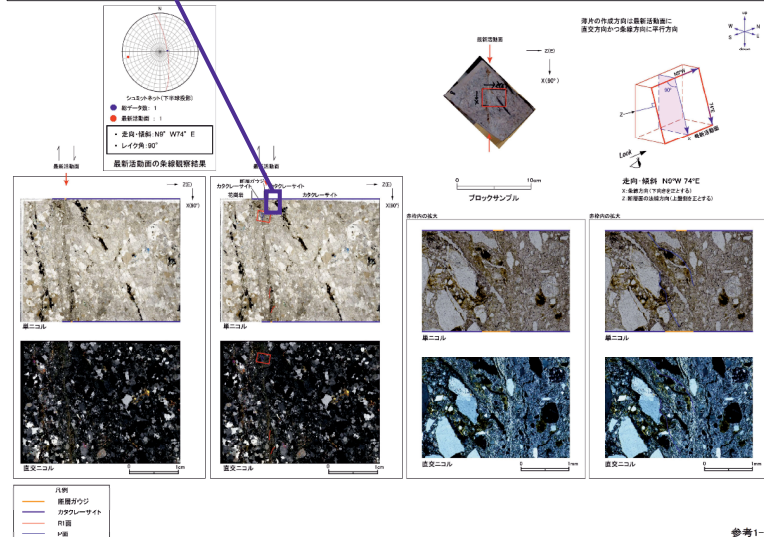 N
シュミットネット(下半球投影)
総データ数: 1
最新活動面 : 1
・ 走向・傾斜 N9° W74° E
・ レイク角:90°
最新活動面の条線観察結果
最新活動面
Z(E)
X(90°)
単ニコル
直交ニコル
0 1cm
最新活動面
断層ガウジ
カタクレーサイト
カタクレーサイト
花崗岩
カタクレーサイト
Z(E)
X(90°)
単ニコル
直交ニコル
0 1cm
最新活動面
Z(E)
X(90°)
0 10cm
ブロックサンプル
薄片の作成方向は最新活動面に
直交方向かつ条線方向に平行方向
W
N
S
E
N9°W
90°
74°E
Z
X
最新活動面
Look
走向・傾斜 N9°W 74°E
X:条線方向(下向きを正とする)
Z:断層面の法線方向(上盤側を正とする)
赤枠内の拡大
単ニコル
直交ニコル
0 1mm
赤枠内の拡大
単ニコル
直交ニコル
0 1mm
凡例
断層ガウジ
カタクレーサイト
R1面
P面
参考1-